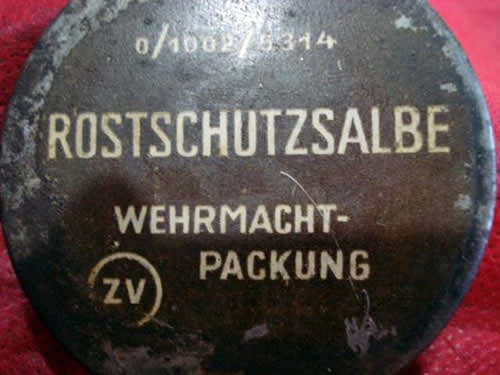 0/1002/5314
ROSTSCHUTZSALBE
WEHRMACHT-
PACKUNG
ZV